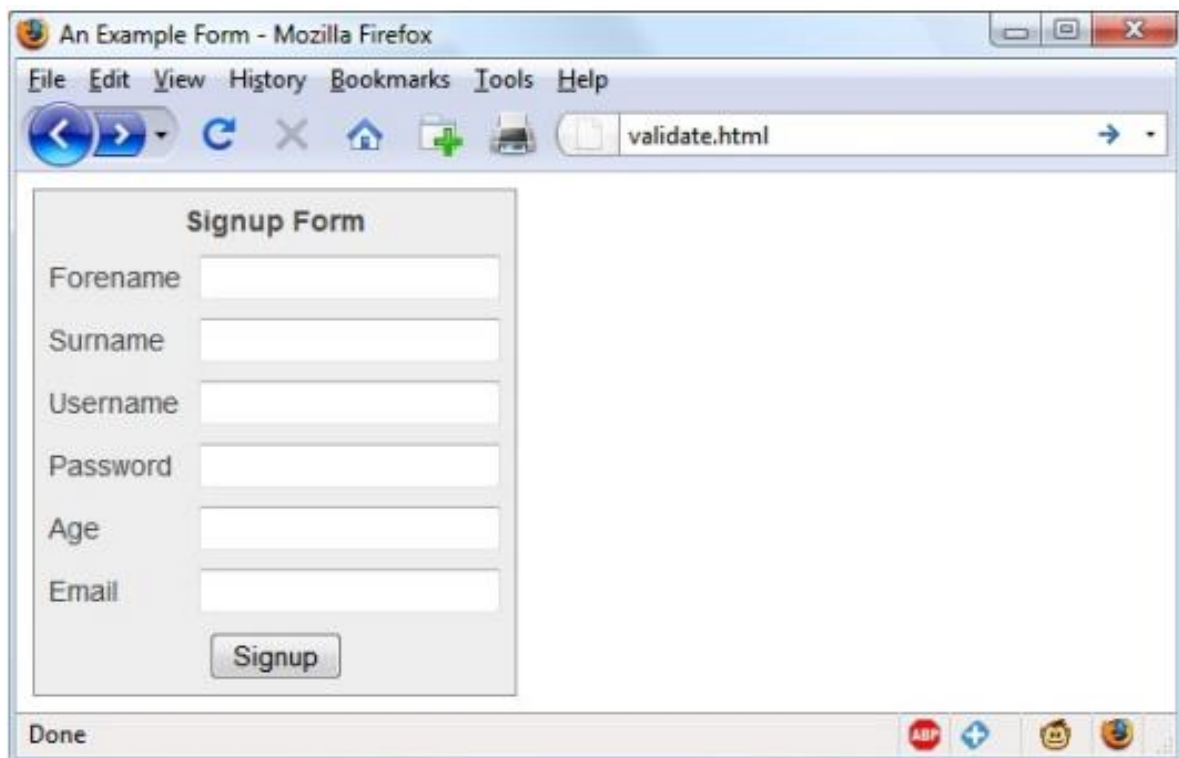 An Example Form - Mozilla Firefox
File Edit View History Bookmarks Tools Help
validate.html
Signup Form
Forename
Surname
Username
Password
Age
Email
Signup
Done
ABP